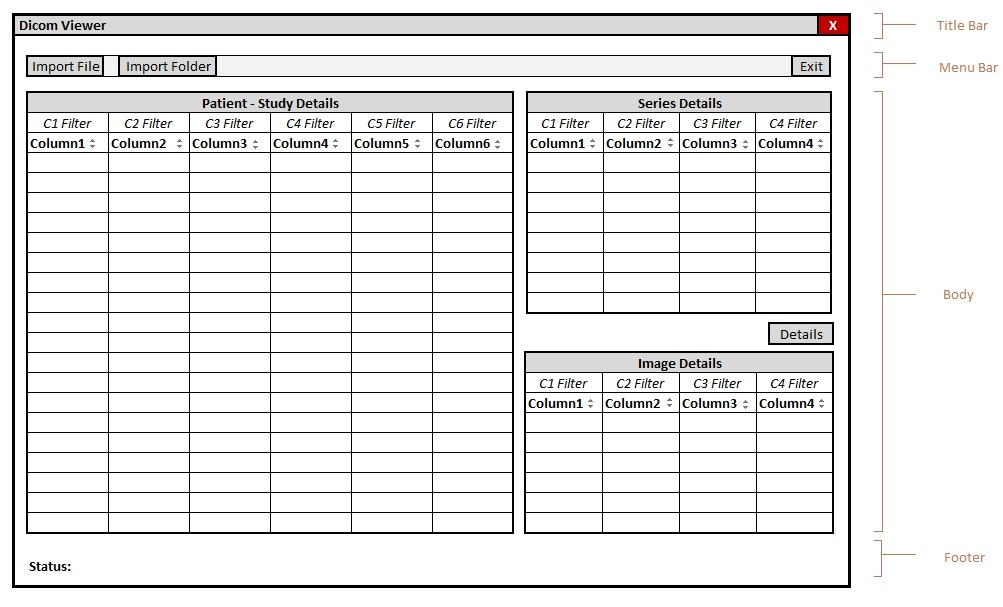 Dicom Viewer X Title Bar
Import File Import Folder Exit Menu Bar
Patient - Study Details
C1 Filter C2 Filter C3 Filter C4 Filter C5 Filter C6 Filter
Column1 Column2 Column3 Column4 Column5 Column6
Series Details
C1 Filter C2 Filter C3 Filter C4 Filter
Column1 Column2 Column3 Column4
Body
Details
Image Details
C1 Filter C2 Filter C3 Filter C4 Filter
Column1 Column2 Column3 Column4
Status:
Footer